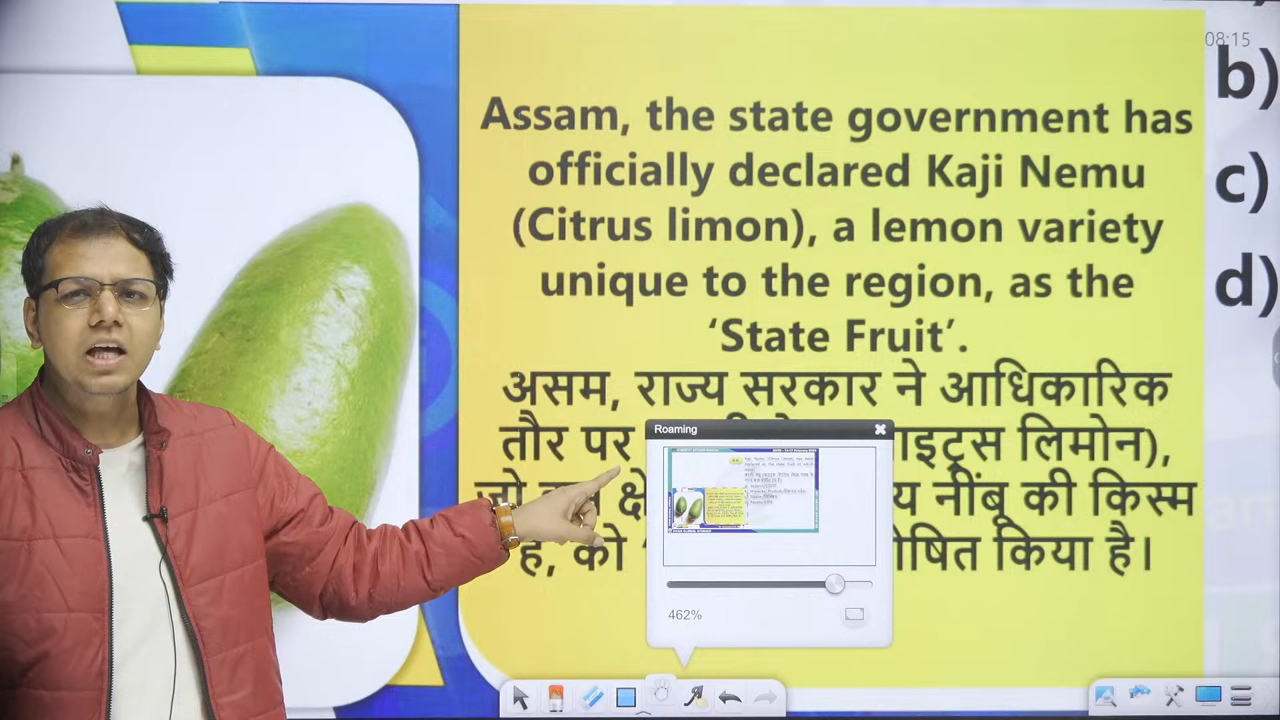 08:15
b)
c)
d)
Assam, the state government has
officially declared Kaji Nemu
(Citrus limon), a lemon variety
unique to the region, as the
‘State Fruit’.
असम, राज्य सरकार ने आधिकारिक
तौर पर लिमोन),
नींबू की किस्म
है, को किया है।
Roaming
462%